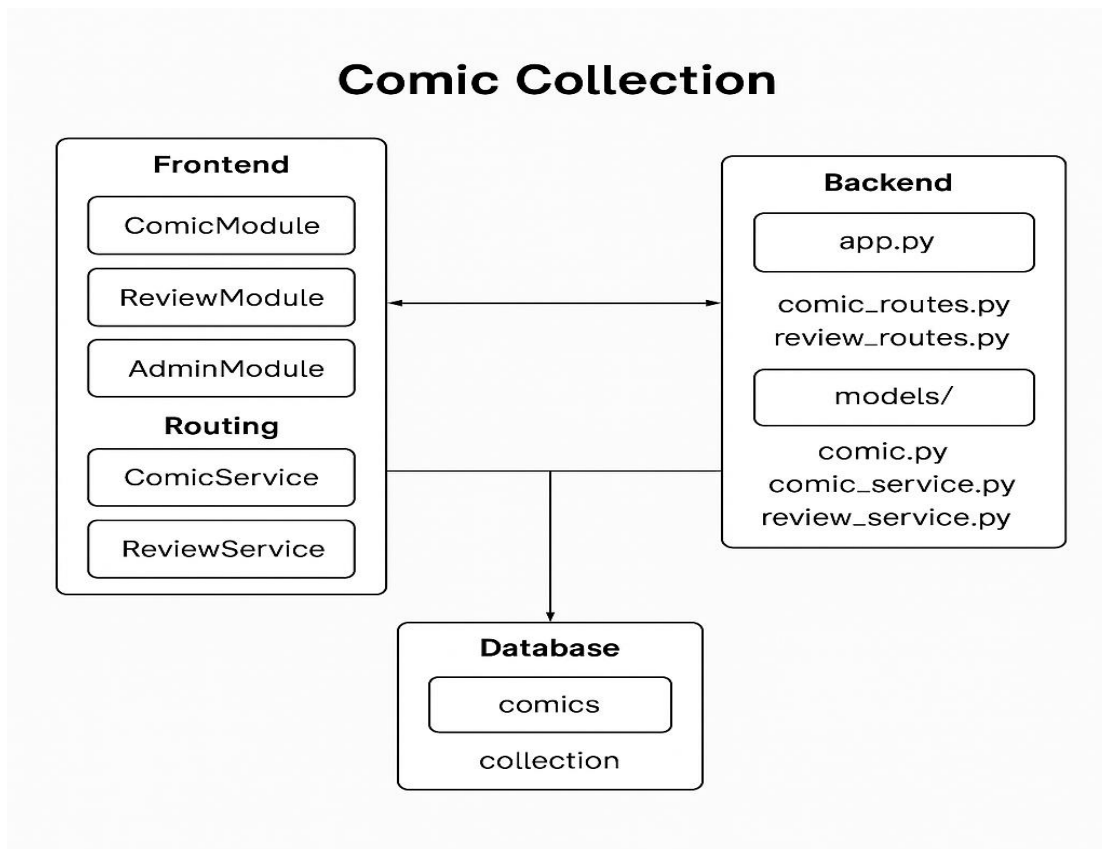 Comic Collection
Frontend
ComicModule
ReviewModule
AdminModule
Routing
ComicService
ReviewService
Backend
app.py
comic_routes.py
review_routes.py
models/
comic.py
comic_service.py
review_service.py
Database
comics
collection